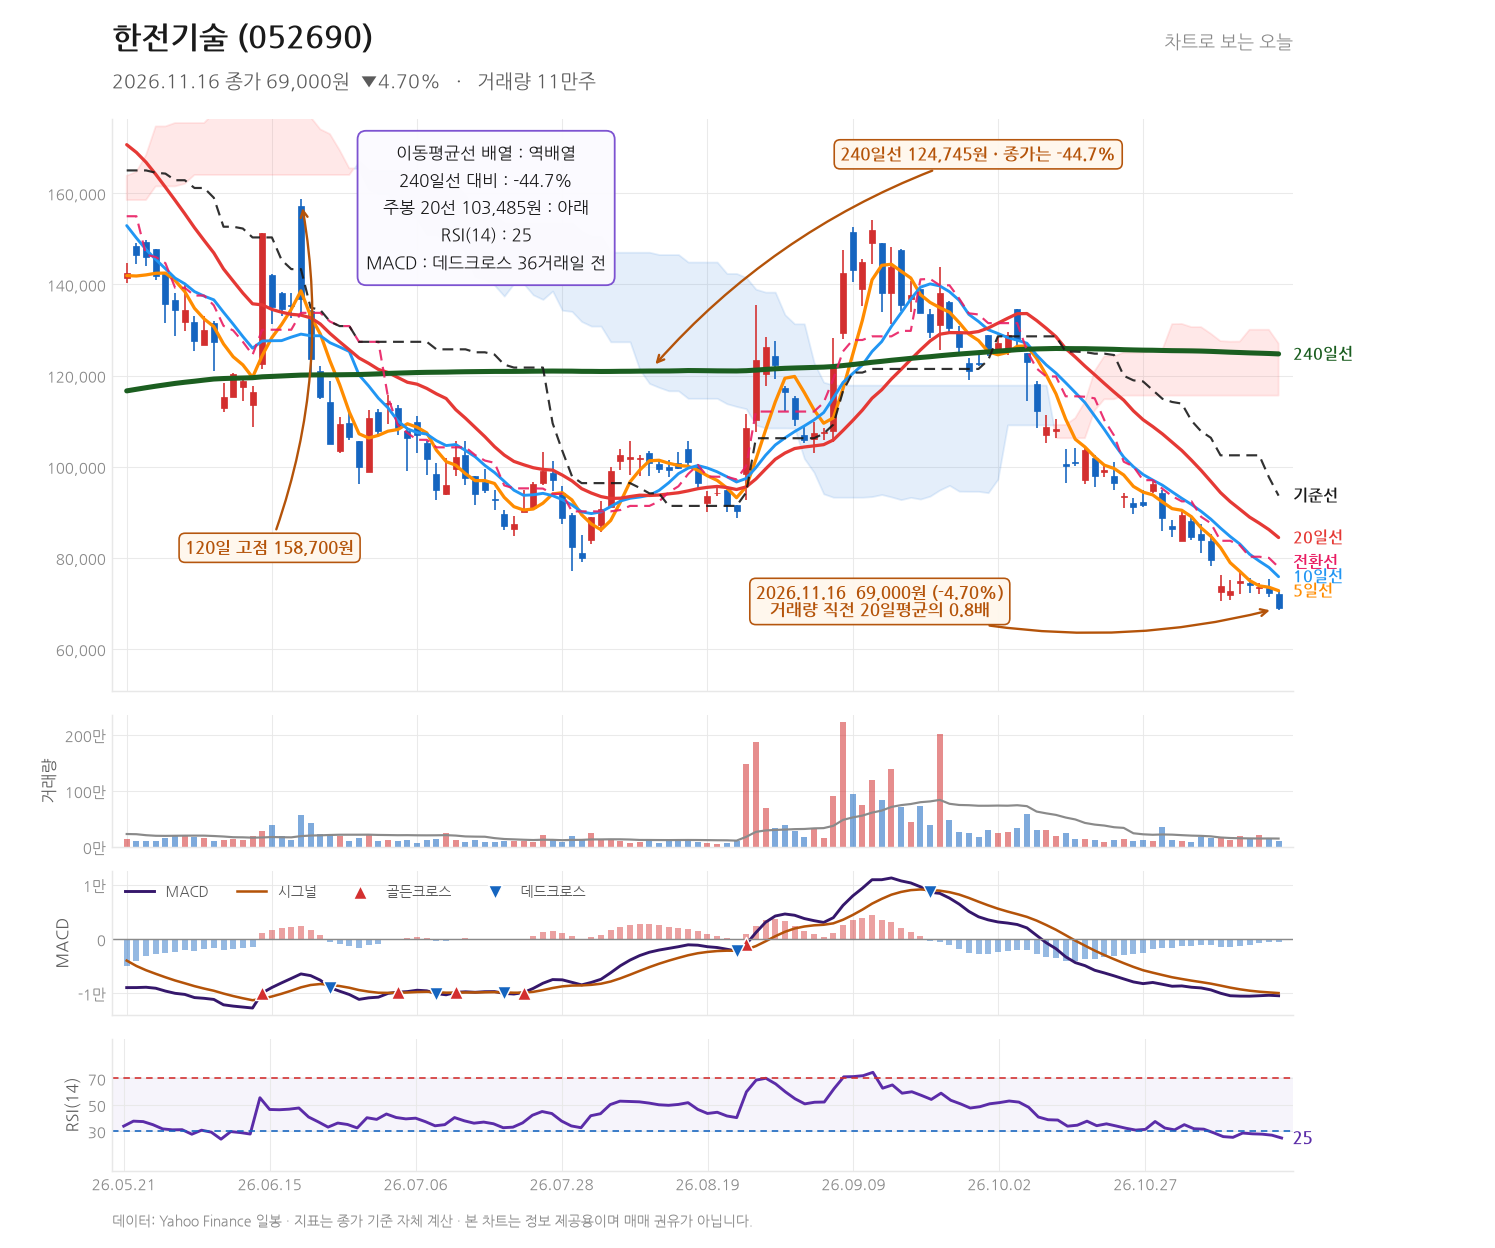 한전기술 (052690)
차트로 보는 오늘
2026.11.16 종가 69,000원 ▼4.70% · 거래량 11만주
이동평균선 배열 : 역배열
240일선 대비 : -44.7%
주봉 20선 103,485원 : 아래
RSI(14) : 25
MACD : 데드크로스 36거래일 전
240일선 124,745원 · 종가는 -44.7%
120일 고점 158,700원
2026.11.16 69,000원 (-4.70%)
거래량 직전 20일평균의 0.8배
160,000
140,000
120,000
100,000
80,000
60,000
240일선
기준선
20일선
전환선
10일선
5일선
거래량
200만
100만
0만
MACD
1만
0
-1만
MACD
시그널
골든크로스
데드크로스
RSI(14)
70
50
30
25
26.05.21
26.06.15
26.07.06
26.07.28
26.08.19
26.09.09
26.10.02
26.10.27
데이터: Yahoo Finance 일봉 · 지표는 종가 기준 자체 계산 · 본 차트는 정보 제공용이며 매매 권유가 아닙니다.